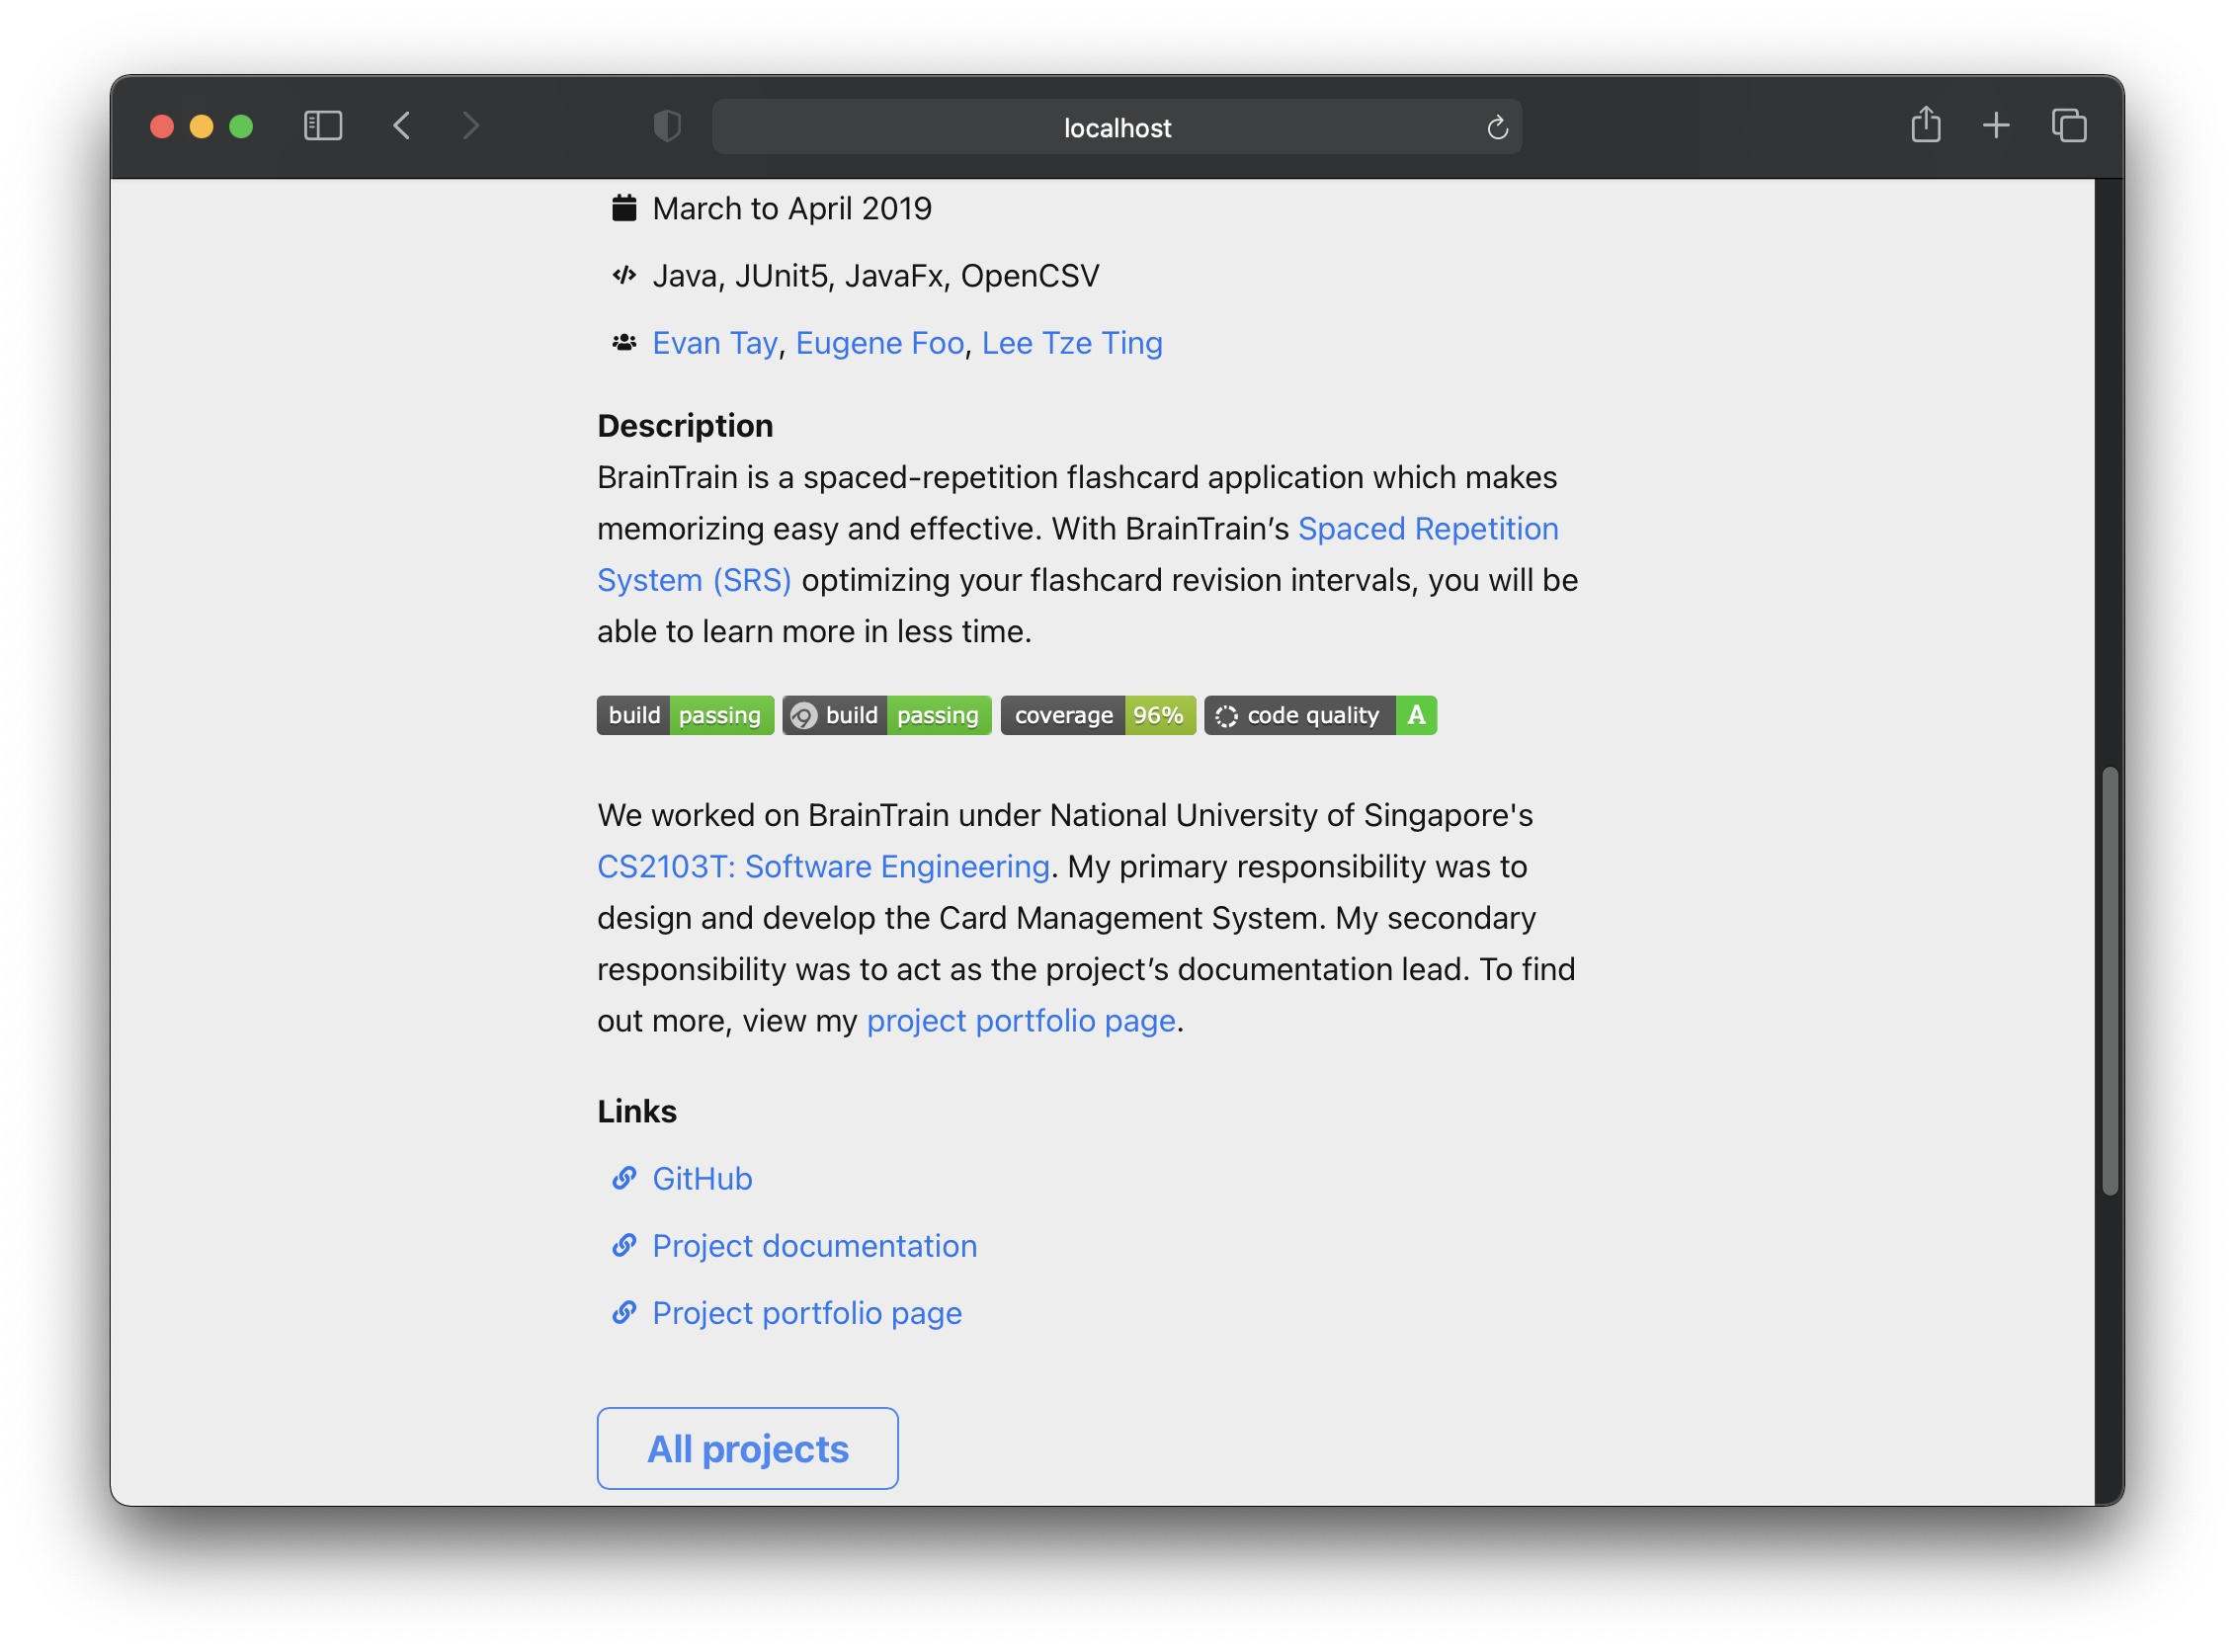 localhost
March to April 2019
Java, JUnit5, JavaFx, OpenCSV
Evan Tay, Eugene Foo, Lee Tze Ting
Description
BrainTrain is a spaced-repetition flashcard application which makes
memorizing easy and effective. With BrainTrain’s Spaced Repetition
System (SRS) optimizing your flashcard revision intervals, you will be
able to learn more in less time.
build passing build passing coverage 96% code quality A
We worked on BrainTrain under National University of Singapore's
CS2103T: Software Engineering. My primary responsibility was to
design and develop the Card Management System. My secondary
responsibility was to act as the project’s documentation lead. To find
out more, view my project portfolio page.
Links
GitHub
Project documentation
Project portfolio page
All projects